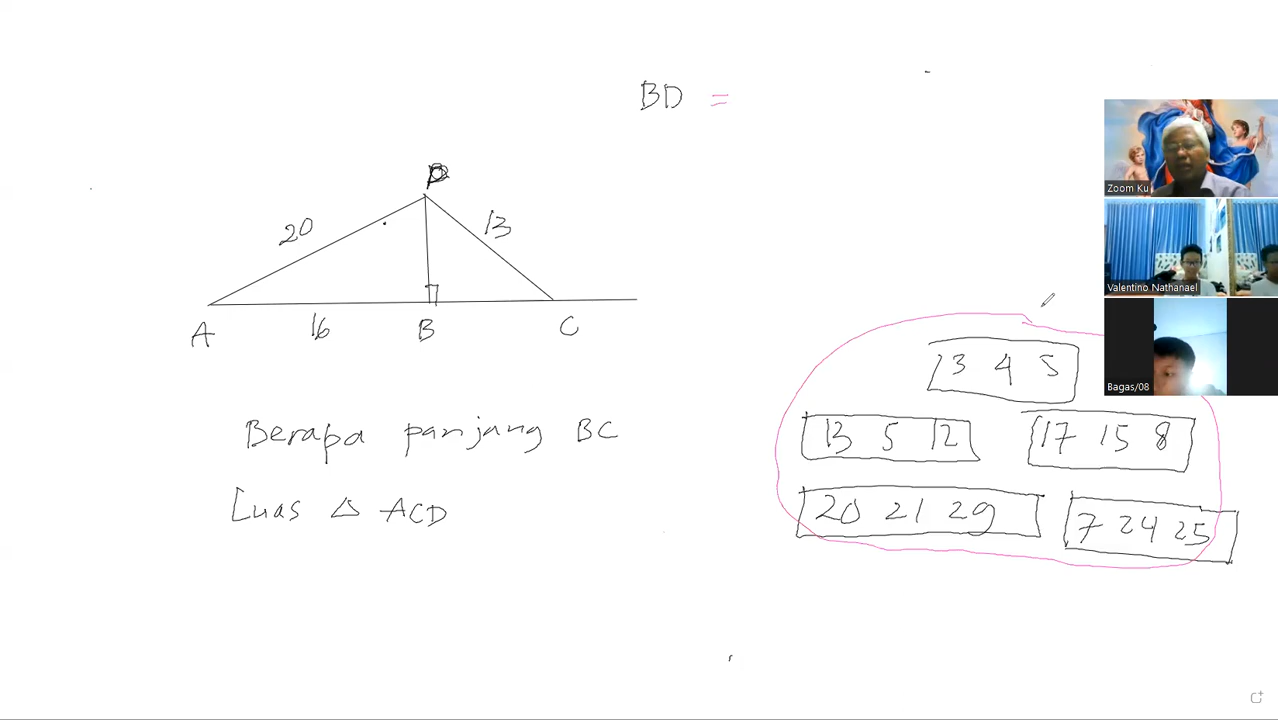 BD =
D
20
13
A
16
B
C
Berapa panjang BC
Luas △ ACD
3 4 5
13 5 12
17 15 8
20 21 29
7 24 25
Zoom Ku
Valentino Nathanael
Bagas/08